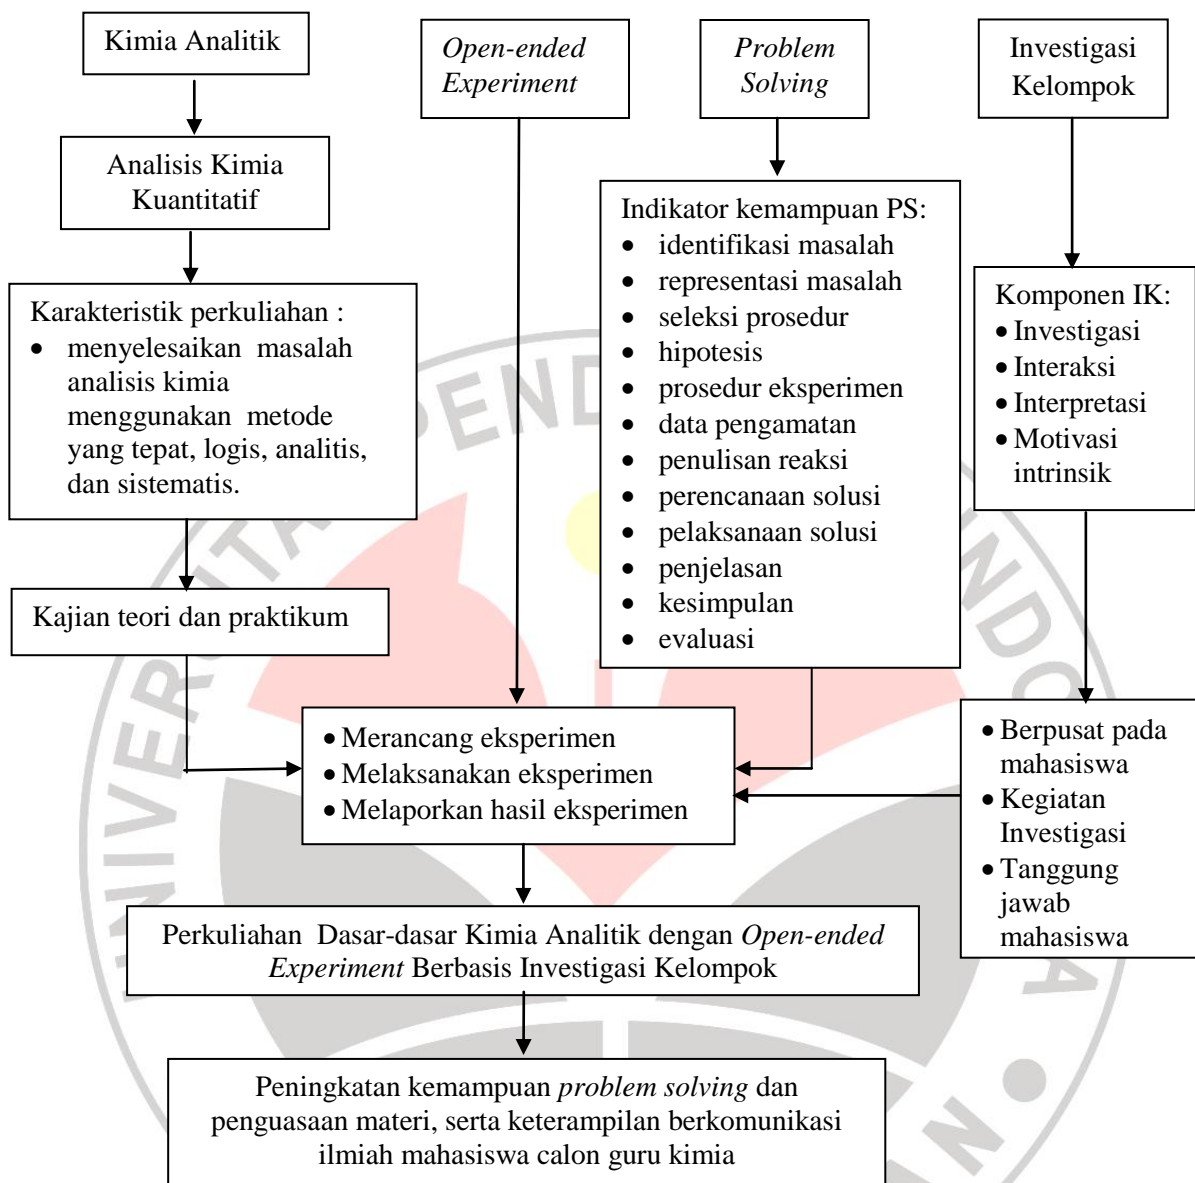 Kimia Analitik
Open-ended
Experiment
Problem
Solving
Investigasi
Kelompok
Analisis Kimia
Kuantitatif
Karakteristik perkuliahan :
• menyelesaikan masalah
analisis kimia
menggunakan metode
yang tepat, logis, analitis,
dan sistematis.
Indikator kemampuan PS:
• identifikasi masalah
• representasi masalah
• seleksi prosedur
• hipotesis
• prosedur eksperimen
• data pengamatan
• penulisan reaksi
• perencanaan solusi
• pelaksanaan solusi
• penjelasan
• kesimpulan
• evaluasi
Komponen IK:
• Investigasi
• Interaksi
• Interpretasi
• Motivasi
intrinsik
Kajian teori dan praktikum
• Merancang eksperimen
• Melaksanakan eksperimen
• Melaporkan hasil eksperimen
• Berpusat pada
mahasiswa
• Kegiatan
Investigasi
• Tanggung
jawab
mahasiswa
Perkuliahan Dasar-dasar Kimia Analitik dengan Open-ended
Experiment Berbasis Investigasi Kelompok
Peningkatan kemampuan problem solving dan
penguasaan materi, serta keterampilan berkomunikasi
ilmiah mahasiswa calon guru kimia